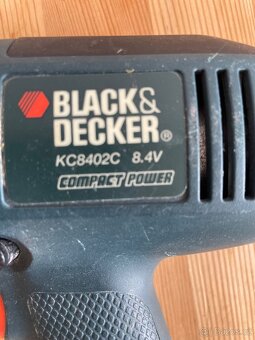 BLACK&
DECKER®
KC8402C 8.4V
COMPACT POWER